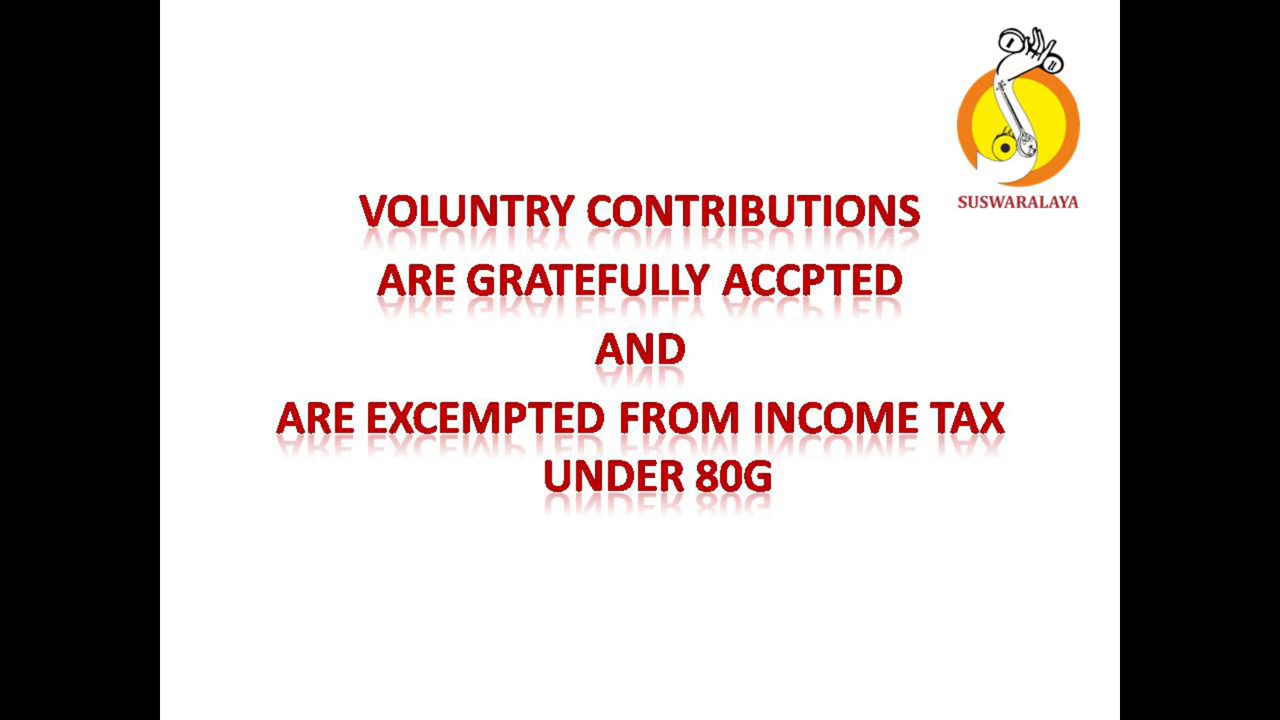 SUSWARALAYA
VOLUNTRY CONTRIBUTIONS
ARE GRATEFULLY ACCPTED
AND
ARE EXCEMPTED FROM INCOME TAX
UNDER 80G